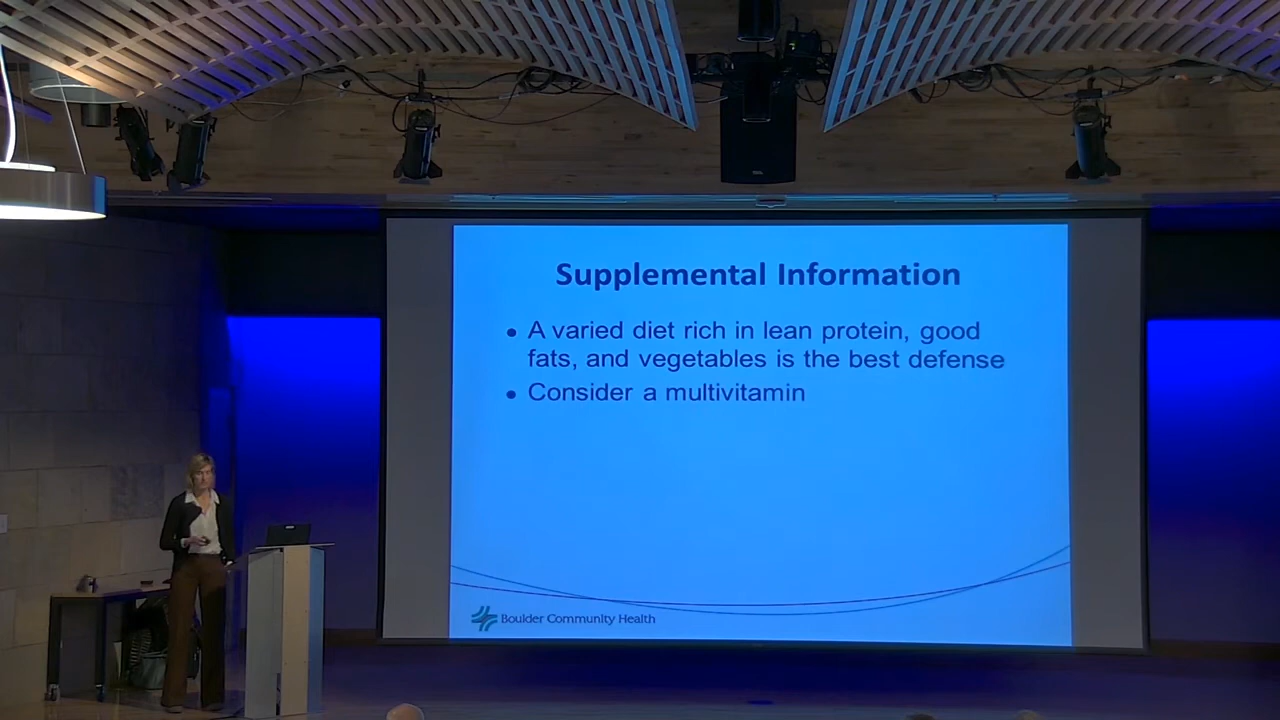 Supplemental Information
• A varied diet rich in lean protein, good
fats, and vegetables is the best defense
• Consider a multivitamin
Boulder Community Health